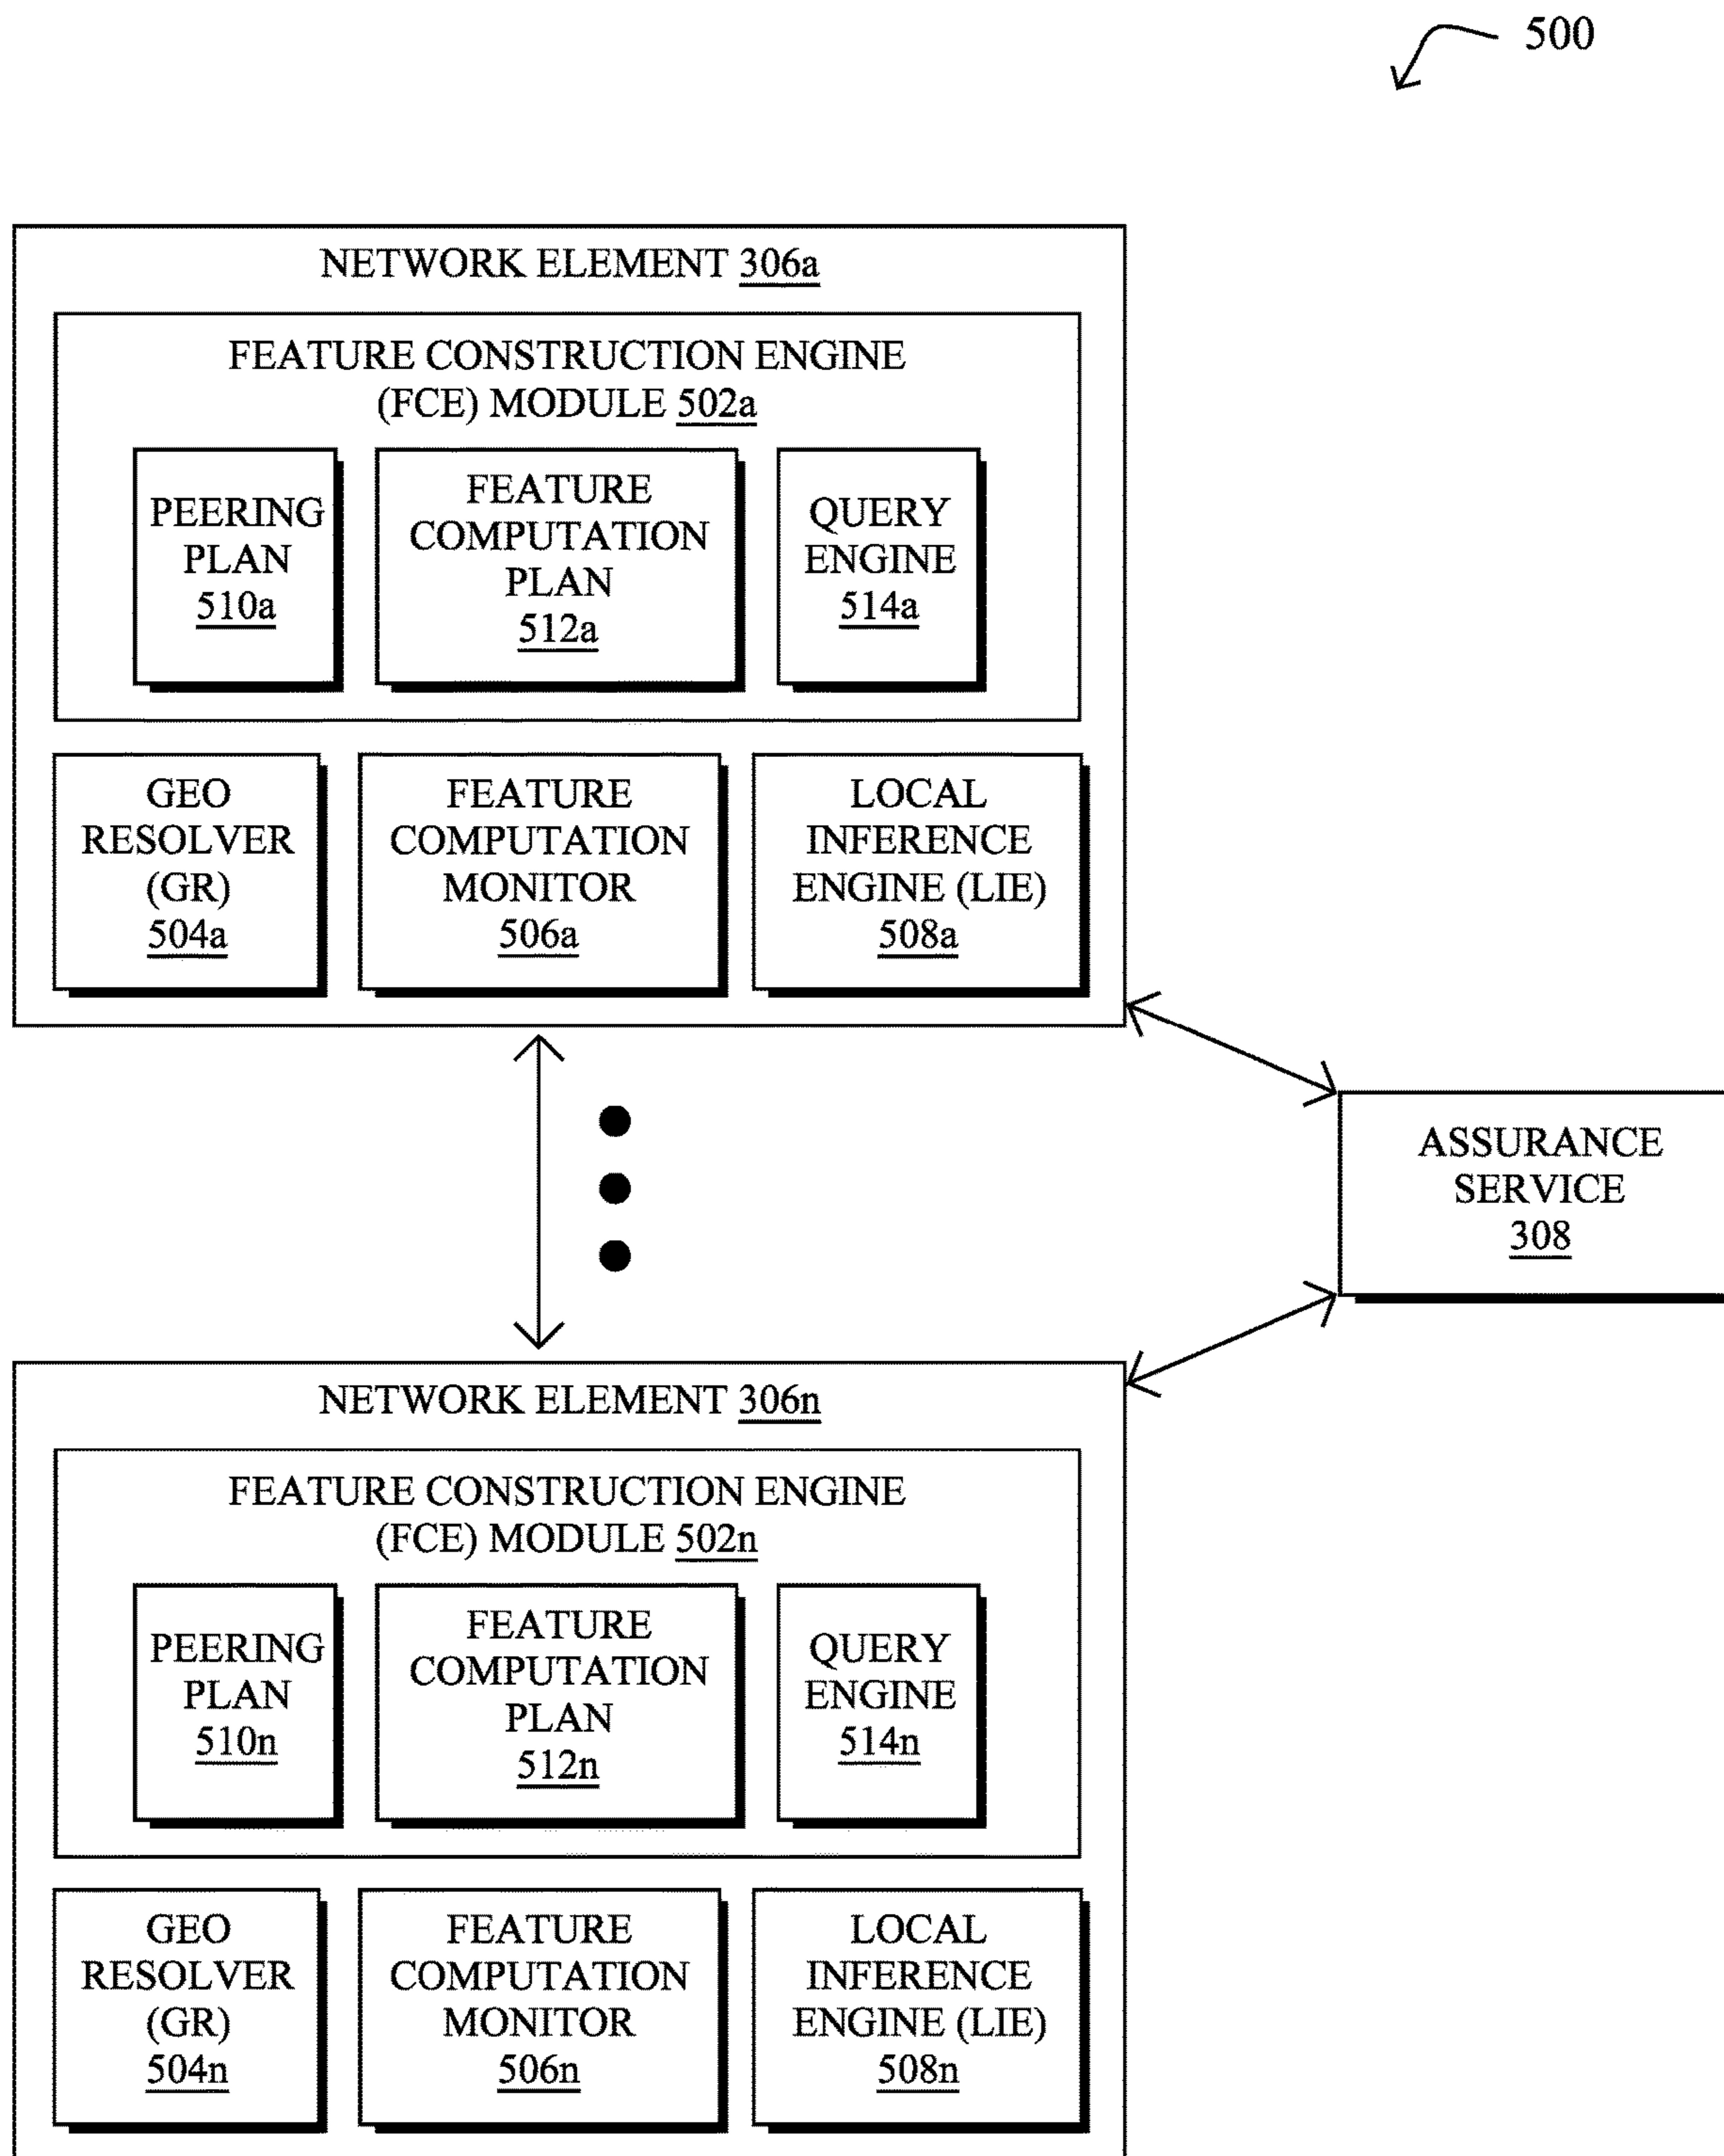 500
NETWORK ELEMENT 306a
FEATURE CONSTRUCTION ENGINE
(FCE) MODULE 502a
PEERING
PLAN
510a
FEATURE
COMPUTATION
PLAN
512a
QUERY
ENGINE
514a
GEO
RESOLVER
(GR)
504a
FEATURE
COMPUTATION
MONITOR
506a
LOCAL
INFERENCE
ENGINE (LIE)
508a
ASSURANCE
SERVICE
308
NETWORK ELEMENT 306n
FEATURE CONSTRUCTION ENGINE
(FCE) MODULE 502n
PEERING
PLAN
510n
FEATURE
COMPUTATION
PLAN
512n
QUERY
ENGINE
514n
GEO
RESOLVER
(GR)
504n
FEATURE
COMPUTATION
MONITOR
506n
LOCAL
INFERENCE
ENGINE (LIE)
508n